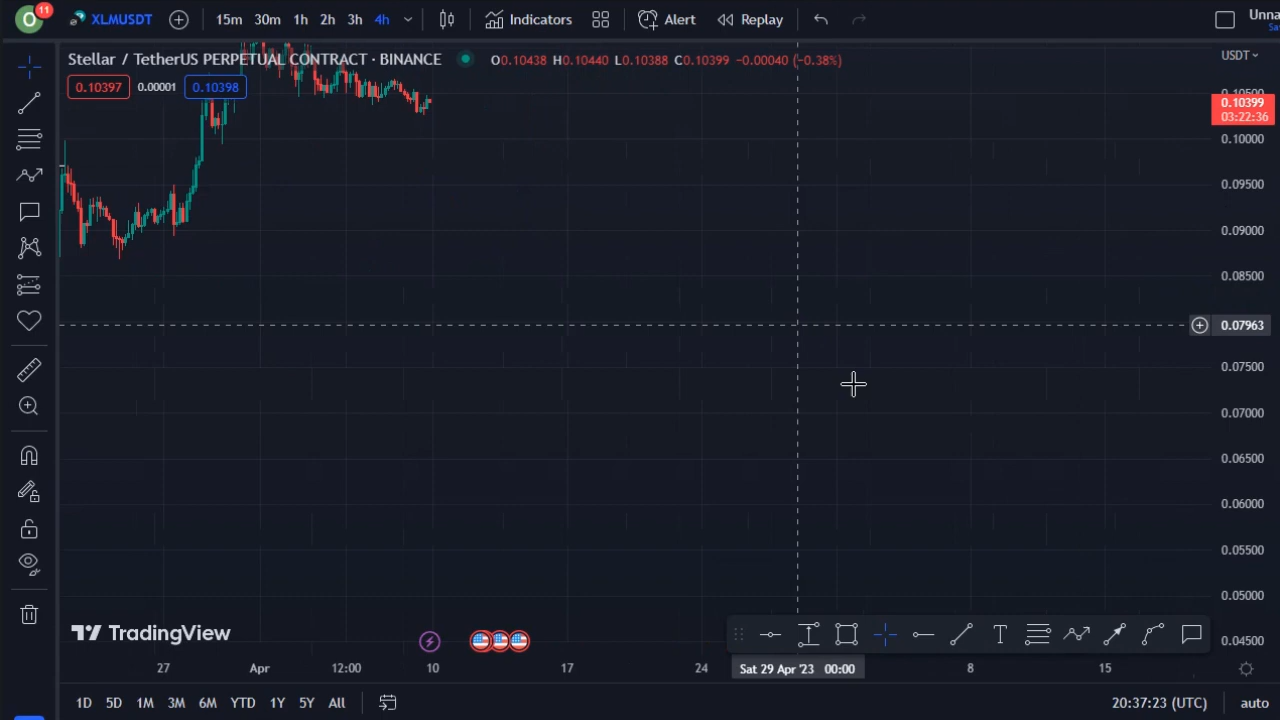 O 11 XLMUSDT 15m 30m 1h 2h 3h 4h Indicators Alert Replay Unna
Stellar / TetherUS PERPETUAL CONTRACT · BINANCE O0.10438 H0.10440 L0.10388 C0.10399 −0.00040 (−0.38%) USDT
0.10397 0.00001 0.10398
0.10500
0.10399
03:22:36
0.10000
0.09500
0.09000
0.08500
0.07963
0.07500
0.07000
0.06500
0.06000
0.05500
0.05000
0.04500
TradingView
T
27 Apr 12:00 10 17 24 Sat 29 Apr '23 00:00 8 15
1D 5D 1M 3M 6M YTD 1Y 5Y All 20:37:23 (UTC) auto